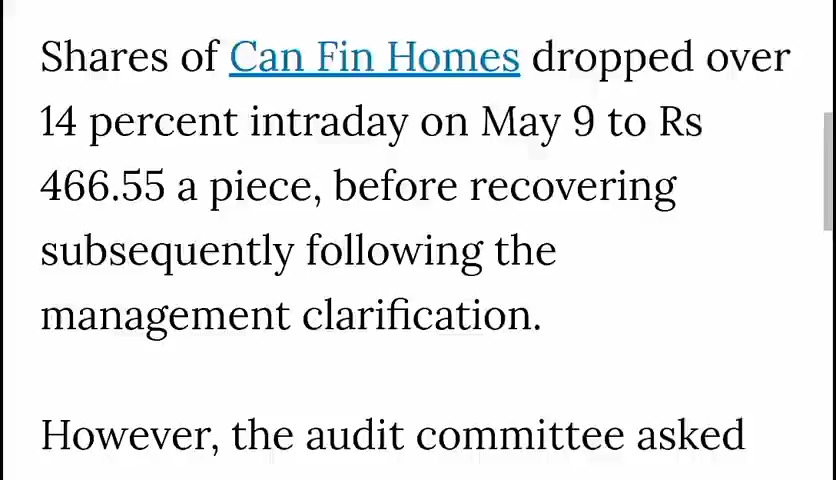 Shares of Can Fin Homes dropped over
14 percent intraday on May 9 to Rs
466.55 a piece, before recovering
subsequently following the
management clarification.
However, the audit committee asked